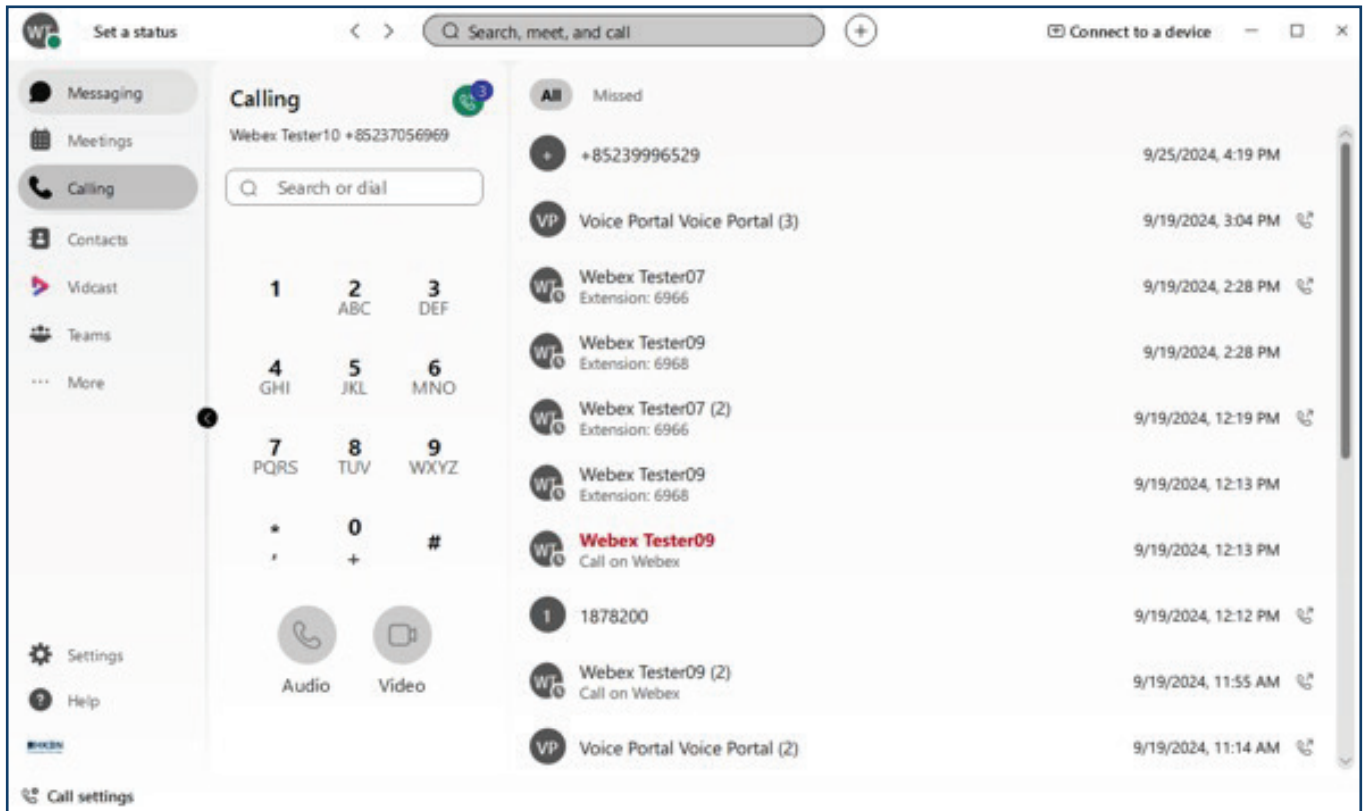 WT Set a status
Search, meet, and call
Connect to a device
Messaging
Meetings
Calling
Contacts
Vidcast
Teams
More
Settings
Help
HKBN
Call settings
Calling
3
Webex Tester10 +85237056969
Search or dial
1 2 3
ABC DEF
4 5 6
GHI JKL MNO
7 8 9
PQRS TUV WXYZ
* 0 #
, +
Audio Video
All Missed
+ +85239996529 9/25/2024, 4:19 PM
VP Voice Portal Voice Portal (3) 9/19/2024, 3:04 PM
WT Webex Tester07 9/19/2024, 2:28 PM
Extension: 6966
WT Webex Tester09 9/19/2024, 2:28 PM
Extension: 6968
WT Webex Tester07 (2) 9/19/2024, 12:19 PM
Extension: 6966
WT Webex Tester09 9/19/2024, 12:13 PM
Extension: 6968
WT Webex Tester09 9/19/2024, 12:13 PM
Call on Webex
1 1878200 9/19/2024, 12:12 PM
WT Webex Tester09 (2) 9/19/2024, 11:55 AM
Call on Webex
VP Voice Portal Voice Portal (2) 9/19/2024, 11:14 AM